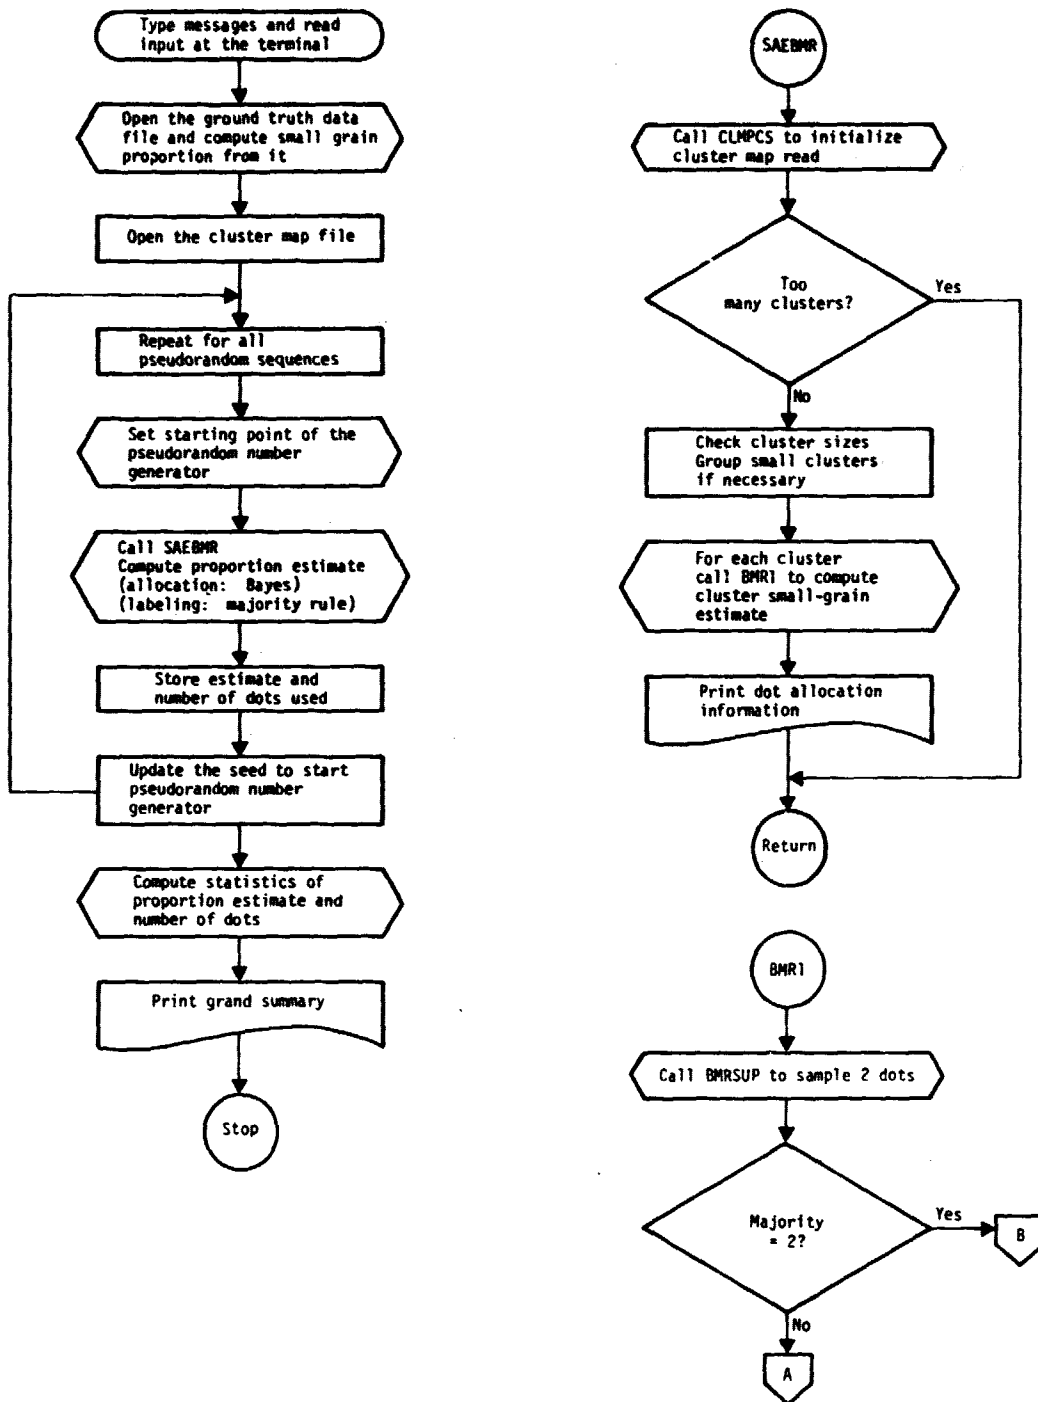 Type messages and read
input at the terminal
Open the ground truth data
file and compute small grain
proportion from it
Open the cluster map file
Repeat for all
pseudorandom sequences
Set starting point of the
pseudorandom number
generator
Call SAEBMR
Compute proportion estimate
(allocation: Bayes)
(labeling: majority rule)
Store estimate and
number of dots used
Update the seed to start
pseudorandom number
generator
Compute statistics of
proportion estimate and
number of dots
Print grand summary
Stop
SAEBMR
Call CLMPCS to initialize
cluster map read
Too
many clusters?
Yes
No
Check cluster sizes
Group small clusters
if necessary
For each cluster
call BMR1 to compute
cluster small-grain
estimate
Print dot allocation
information
Return
BMR1
Call BMRSUP to sample 2 dots
Majority
= 2?
Yes
B
No
A